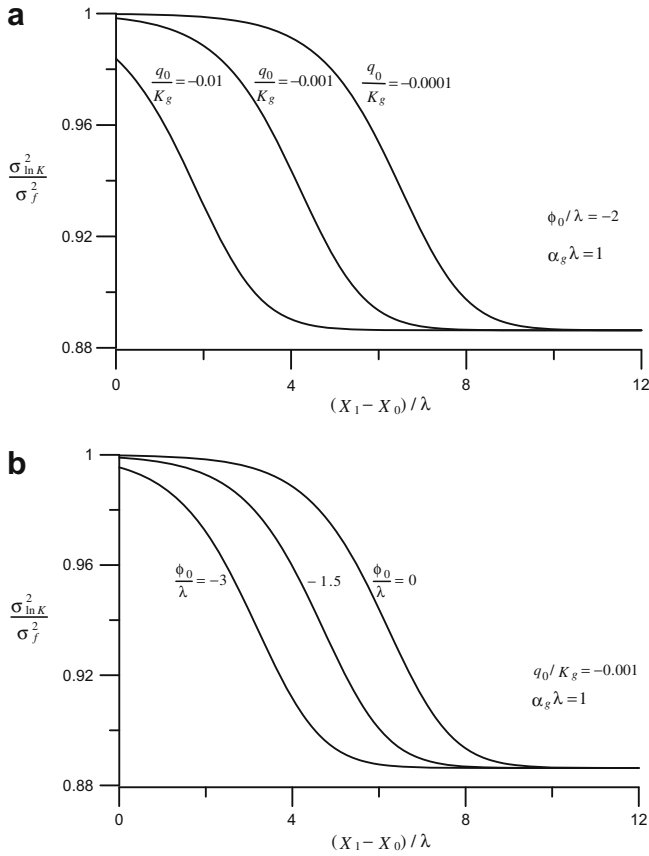 a
1
0.96
0.92
0.88
σ²ln K / σ²f
q₀/Kg = −0.01
q₀/Kg = −0.001
q₀/Kg = −0.0001
ϕ₀/λ = −2
αgλ = 1
0 4 8 12
(X₁ − X₀)/λ
b
1
0.96
0.92
0.88
σ²ln K / σ²f
ϕ₀/λ = −3
−1.5
ϕ₀/λ = 0
q₀/Kg = −0.001
αgλ = 1
0 4 8 12
(X₁ − X₀)/λ